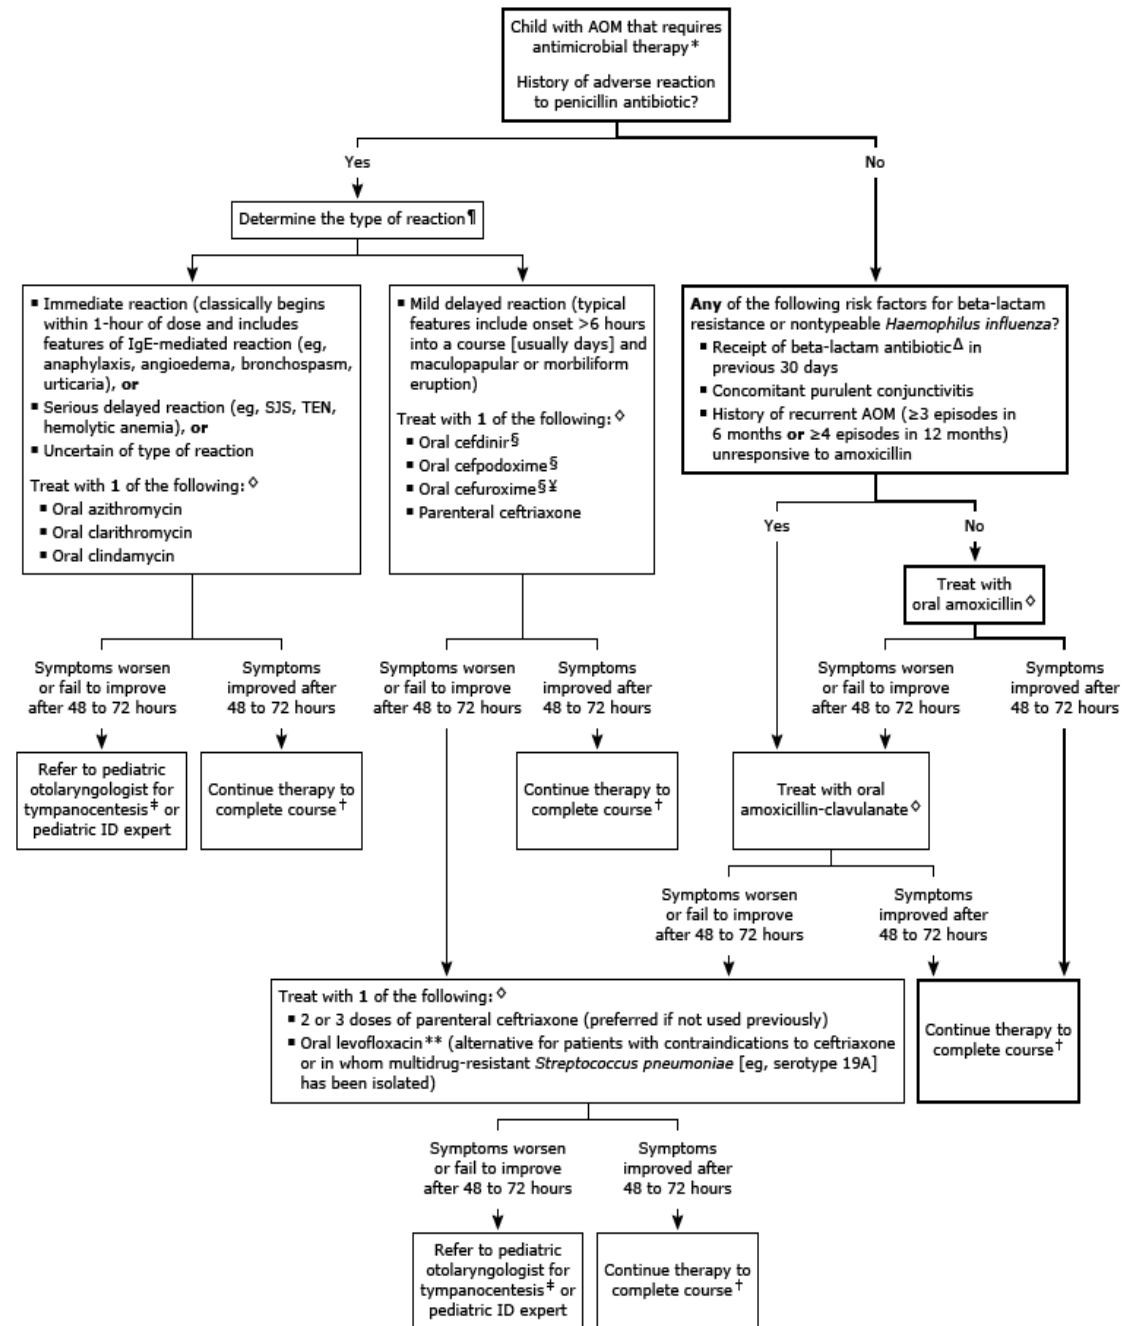 Child with AOM that requires
antimicrobial therapy*
History of adverse reaction
to penicillin antibiotic?
Yes
No
Determine the type of reaction¶
▪ Immediate reaction (classically begins
within 1-hour of dose and includes
features of IgE-mediated reaction (eg,
anaphylaxis, angioedema, bronchospasm,
urticaria), or
▪ Serious delayed reaction (eg, SJS, TEN,
hemolytic anemia), or
▪ Uncertain of type of reaction
Treat with 1 of the following:◊
▪ Oral azithromycin
▪ Oral clarithromycin
▪ Oral clindamycin
▪ Mild delayed reaction (typical
features include onset >6 hours
into a course [usually days] and
maculopapular or morbiliform
eruption)
Treat with 1 of the following:◊
▪ Oral cefdinir§
▪ Oral cefpodoxime§
▪ Oral cefuroxime§¥
▪ Parenteral ceftriaxone
Any of the following risk factors for beta-lactam
resistance or nontypeable Haemophilus influenza?
▪ Receipt of beta-lactam antibioticΔ in
previous 30 days
▪ Concomitant purulent conjunctivitis
▪ History of recurrent AOM (≥3 episodes in
6 months or ≥4 episodes in 12 months)
unresponsive to amoxicillin
Yes
No
Treat with
oral amoxicillin◊
Symptoms worsen
or fail to improve
after 48 to 72 hours
Symptoms
improved after
48 to 72 hours
Symptoms worsen
or fail to improve
after 48 to 72 hours
Symptoms
improved after
48 to 72 hours
Symptoms worsen
or fail to improve
after 48 to 72 hours
Symptoms
improved after
48 to 72 hours
Refer to pediatric
otolaryngologist for
tympanocentesis‡ or
pediatric ID expert
Continue therapy to
complete course†
Continue therapy to
complete course†
Treat with oral
amoxicillin-clavulanate◊
Symptoms worsen
or fail to improve
after 48 to 72 hours
Symptoms
improved after
48 to 72 hours
Treat with 1 of the following:◊
▪ 2 or 3 doses of parenteral ceftriaxone (preferred if not used previously)
▪ Oral levofloxacin** (alternative for patients with contraindications to ceftriaxone
or in whom multidrug-resistant Streptococcus pneumoniae [eg, serotype 19A]
has been isolated)
Continue therapy to
complete course†
Symptoms worsen
or fail to improve
after 48 to 72 hours
Symptoms
improved after
48 to 72 hours
Refer to pediatric
otolaryngologist for
tympanocentesis‡ or
pediatric ID expert
Continue therapy to
complete course†